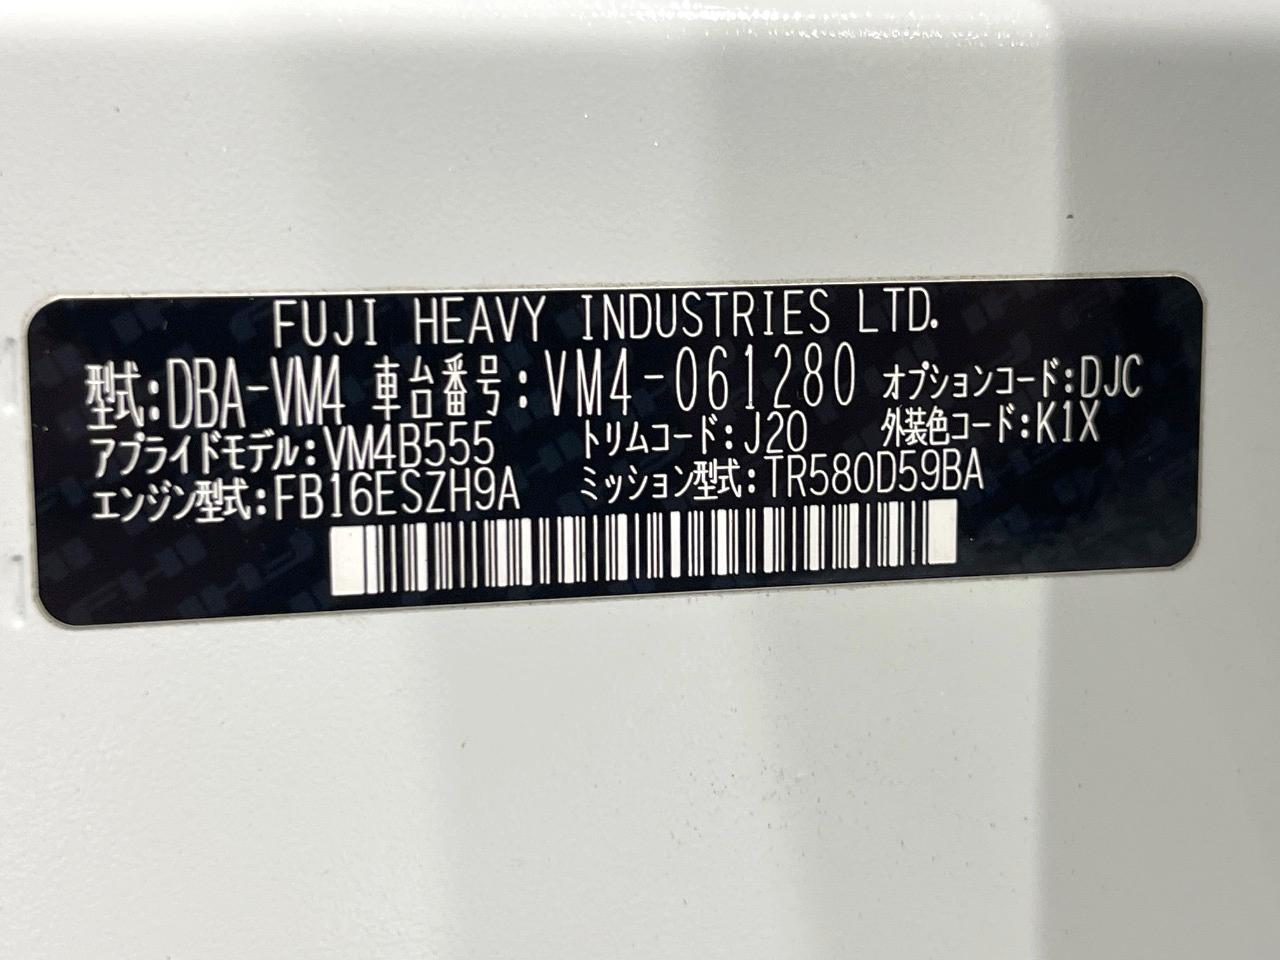 FUJI HEAVY INDUSTRIES LTD.
型式:DBA-VM4 車台番号:VM4-061280 オプションコード:DJC
アプライドモデル:VM4B555 トリムコード:J20 外装色コード:K1X
エンジン型式:FB16ESZH9A ミッション型式:TR580D59BA